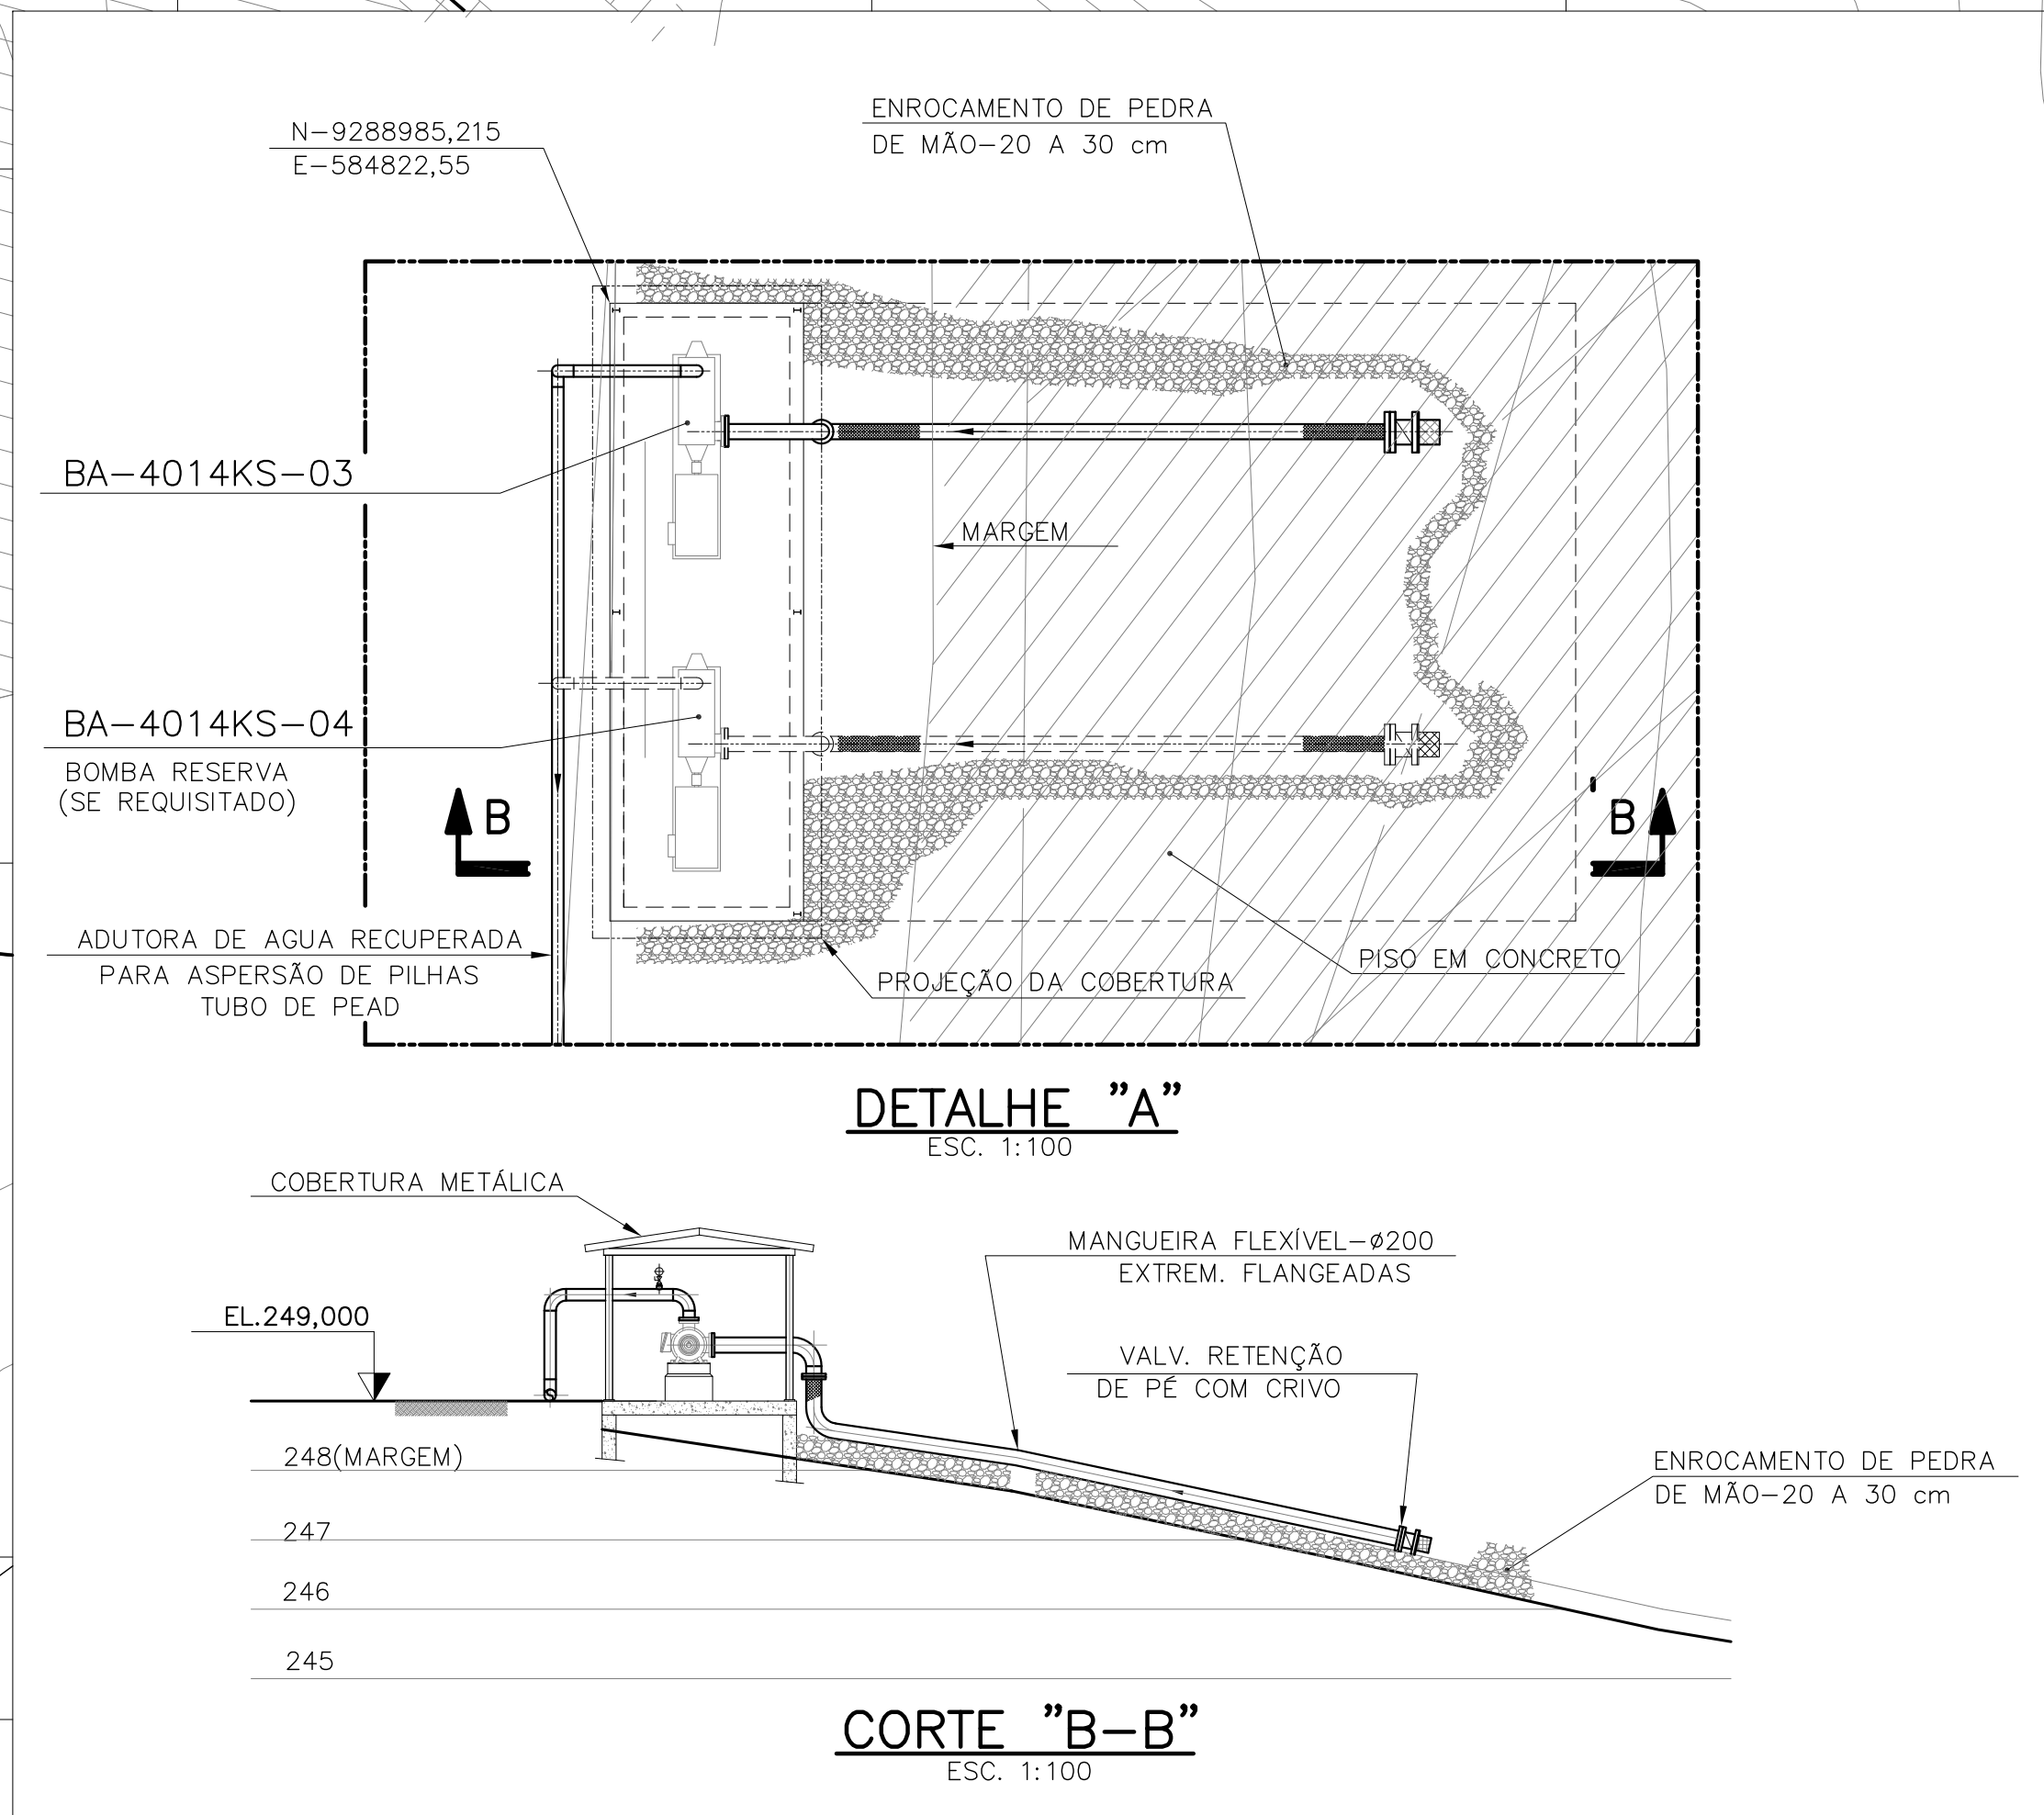 N-9288985,215
E-584822,55
ENROCAMENTO DE PEDRA
DE MÃO-20 A 30 cm
BA-4014KS-03
MARGEM
BA-4014KS-04
BOMBA RESERVA
(SE REQUISITADO)
B
B
ADUTORA DE AGUA RECUPERADA
PARA ASPERSÃO DE PILHAS
TUBO DE PEAD
PROJEÇÃO DA COBERTURA
PISO EM CONCRETO
DETALHE "A"
ESC. 1:100
COBERTURA METÁLICA
MANGUEIRA FLEXÍVEL-ø200
EXTREM. FLANGEADAS
EL.249,000
VALV. RETENÇÃO
DE PÉ COM CRIVO
248(MARGEM)
ENROCAMENTO DE PEDRA
DE MÃO-20 A 30 cm
247
246
245
CORTE "B-B"
ESC. 1:100